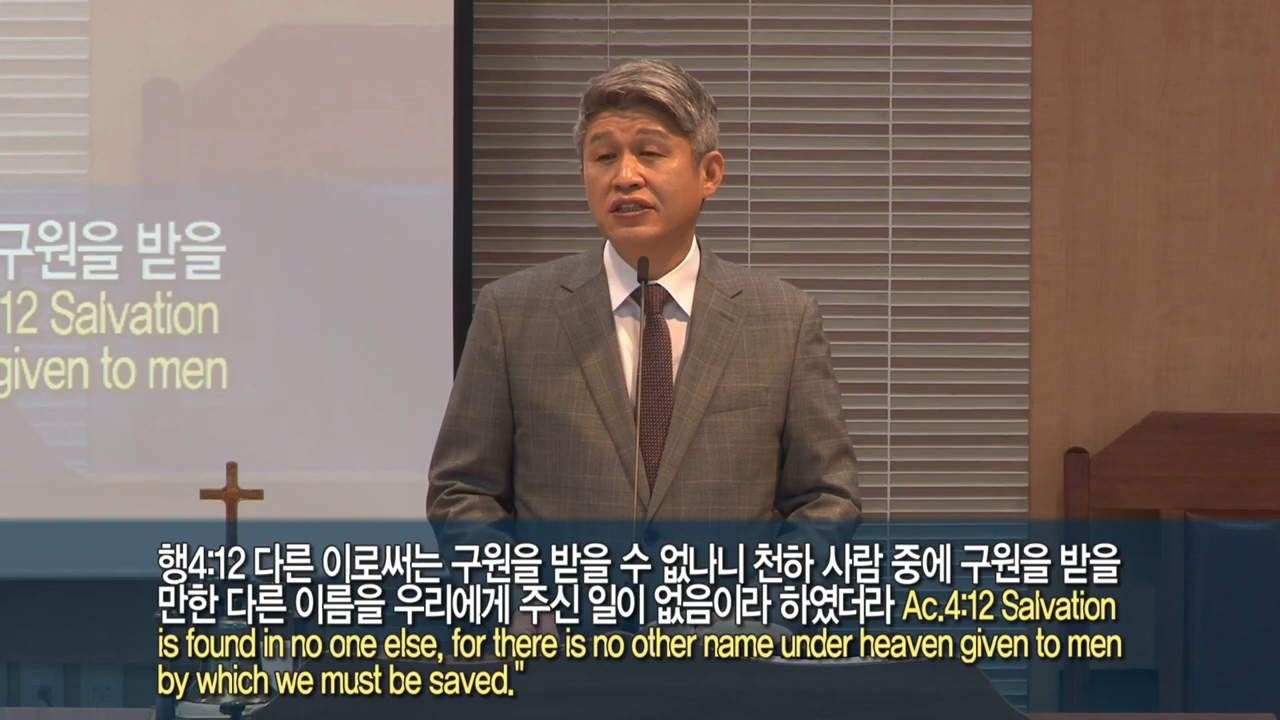 구원을 받을
12 Salvation
given to men
행4:12 다른 이로써는 구원을 받을 수 없나니 천하 사람 중에 구원을 받을
만한 다른 이름을 우리에게 주신 일이 없음이라 하였더라 Ac.4:12 Salvation
is found in no one else, for there is no other name under heaven given to men
by which we must be saved."